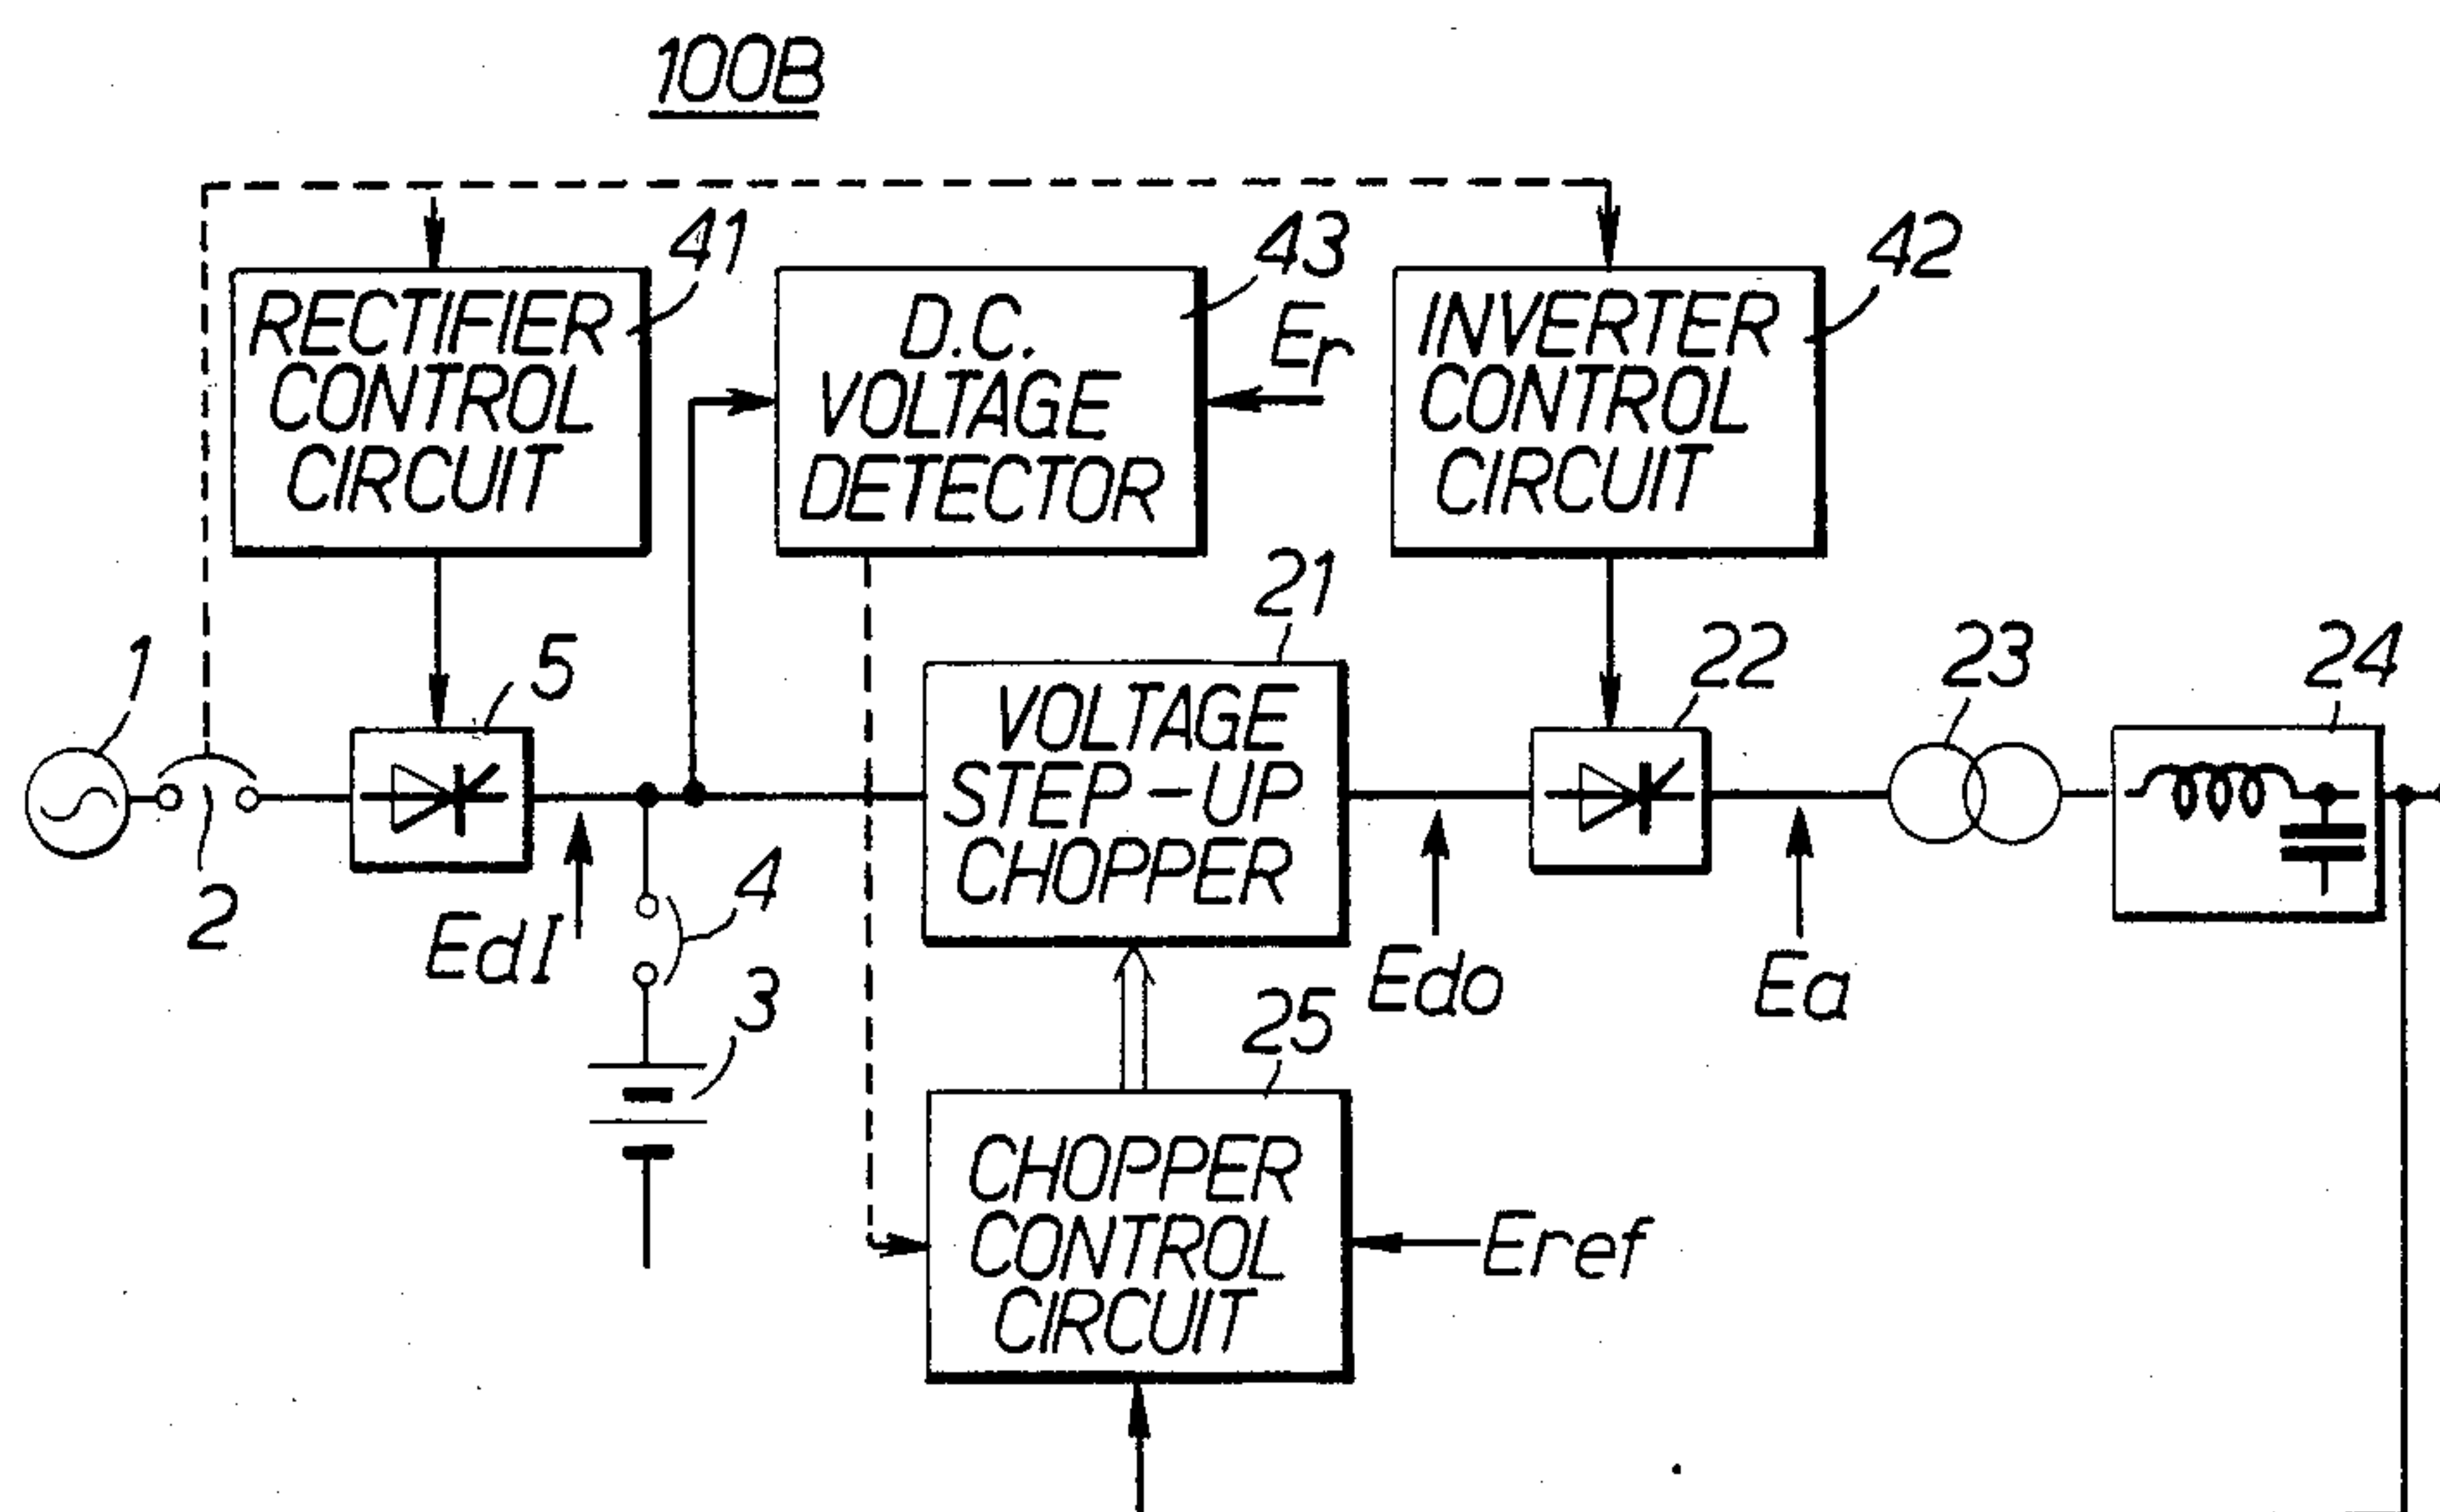 100B
41
RECTIFIER
CONTROL
CIRCUIT
43
D.C.
VOLTAGE
DETECTOR
Er
42
INVERTER
CONTROL
CIRCUIT
1
2
5
EdI
4
3
21
VOLTAGE
STEP-UP
CHOPPER
Edo
22
Ea
23
24
25
CHOPPER
CONTROL
CIRCUIT
Eref